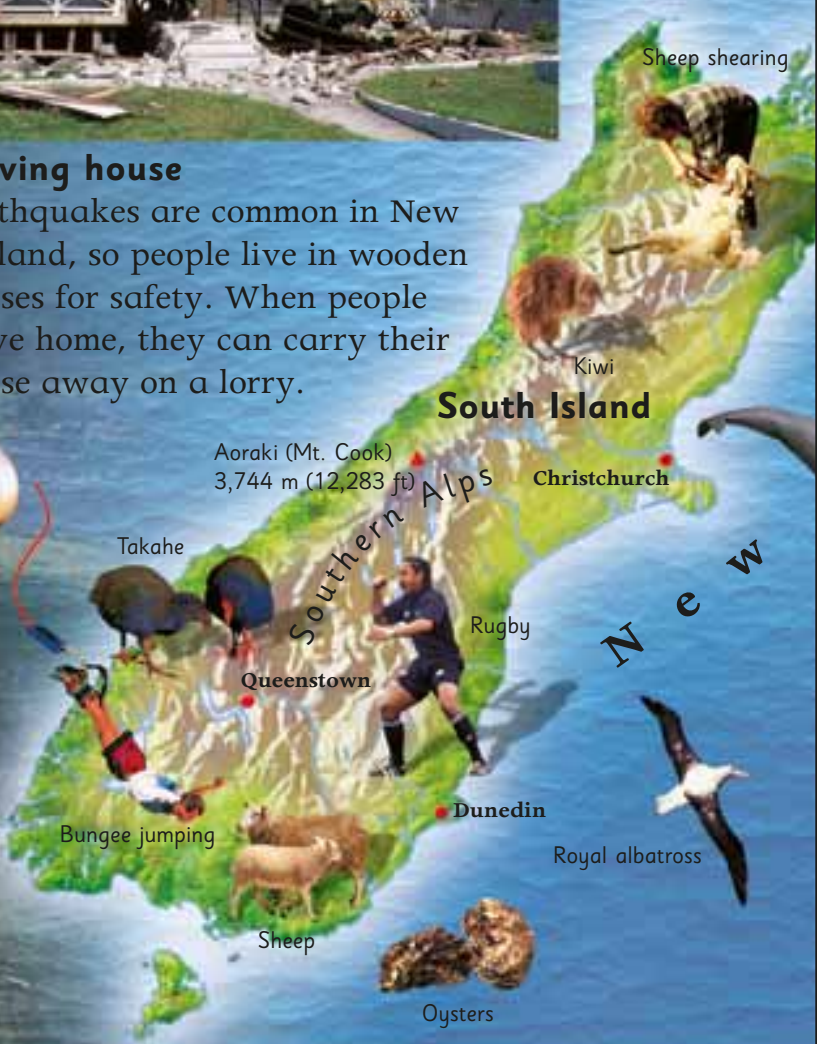 Sheep shearing
ving house
thquakes are common in New
land, so people live in wooden
ses for safety. When people
ve home, they can carry their
se away on a lorry.
Kiwi
South Island
Aoraki (Mt. Cook)
3,744 m (12,283 ft)
Southern Alps
Christchurch
Takahe
New
Rugby
Queenstown
Dunedin
Bungee jumping
Royal albatross
Sheep
Oysters